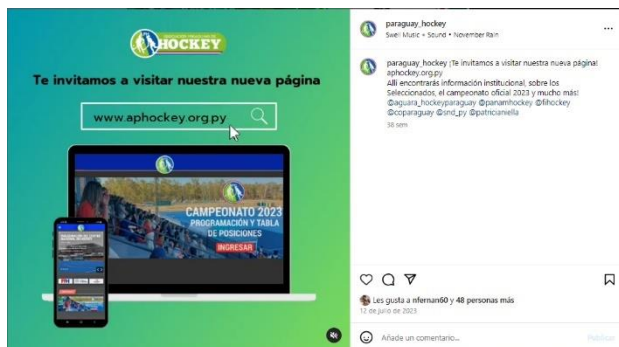 HOCKEY
Te invitamos a visitar nuestra nueva página
www.aphockey.org.py
CAMPEONATO 2023
PROGRAMACIÓN Y TABLA
DE POSICIONES
INGRESAR
paraguay_hockey
Swell Music + Sound • November Rain
paraguay_hockey ¡Te invitamos a visitar nuestra nueva página!
aphockey.org.py
Allí encontrarás información institucional, sobre los
Seleccionados, el campeonato oficial 2023 y mucho más!
@aguara_hockeyparaguay @panamhockey @fihockey
@coparaguay @snd_py @patricianiella
38 sem
Les gusta a nfernan60 y 48 personas más
12 de julio de 2023
Añade un comentario...
Publicar